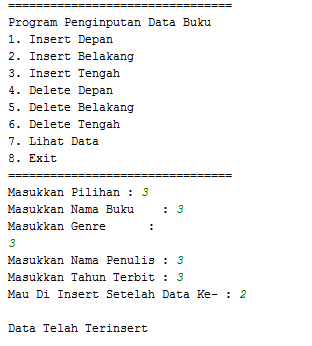 ================================
Program Penginputan Data Buku
1. Insert Depan
2. Insert Belakang
3. Insert Tengah
4. Delete Depan
5. Delete Belakang
6. Delete Tengah
7. Lihat Data
8. Exit
================================
Masukkan Pilihan : 3
Masukkan Nama Buku    : 3
Masukkan Genre      :
3
Masukkan Nama Penulis : 3
Masukkan Tahun Terbit : 3
Mau Di Insert Setelah Data Ke- : 2
Data Telah Terinsert